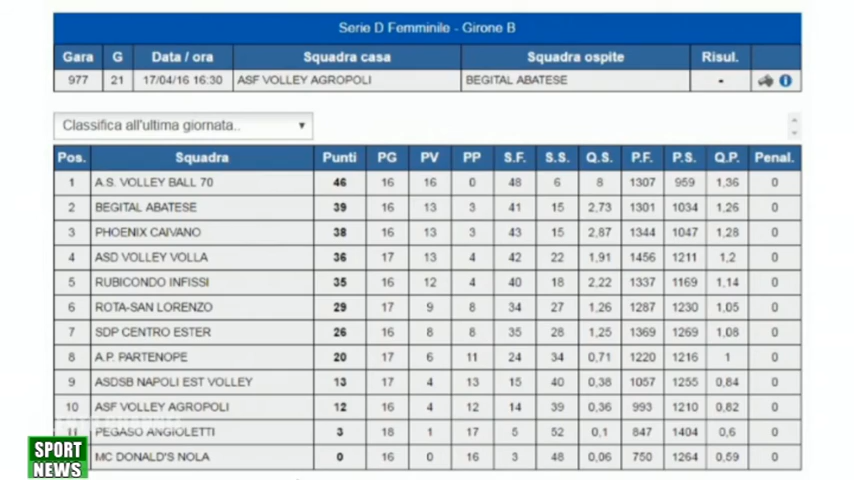 Serie D Femminile - Girone B
Gara G Data / ora Squadra casa Squadra ospite Risul.
977 21 17/04/16 16:30 ASF VOLLEY AGROPOLI BEGITAL ABATESE -
Classifica all'ultima giornata..
Pos. Squadra Punti PG PV PP S.F. S.S. Q.S. P.F. P.S. Q.P. Penal.
1 A.S. VOLLEY BALL 70 46 16 16 0 48 6 8 1307 959 1,36 0
2 BEGITAL ABATESE 39 16 13 3 41 15 2,73 1301 1034 1,26 0
3 PHOENIX CAIVANO 38 16 13 3 43 15 2,87 1344 1047 1,28 0
4 ASD VOLLEY VOLLA 36 17 13 4 42 22 1,91 1456 1211 1,2 0
5 RUBICONDO INFISSI 35 16 12 4 40 18 2,22 1337 1169 1,14 0
6 ROTA-SAN LORENZO 29 17 9 8 34 27 1,26 1287 1230 1,05 0
7 SDP CENTRO ESTER 26 16 8 8 35 28 1,25 1369 1269 1,08 0
8 A.P. PARTENOPE 20 17 6 11 24 34 0,71 1220 1216 1 0
9 ASDSB NAPOLI EST VOLLEY 13 17 4 13 15 40 0,38 1057 1255 0,84 0
10 ASF VOLLEY AGROPOLI 12 16 4 12 14 39 0,36 993 1210 0,82 0
11 PEGASO ANGIOLETTI 3 18 1 17 5 52 0,1 847 1404 0,6 0
MC DONALD'S NOLA 0 16 0 16 3 48 0,06 750 1264 0,59 0
SPORT
NEWS